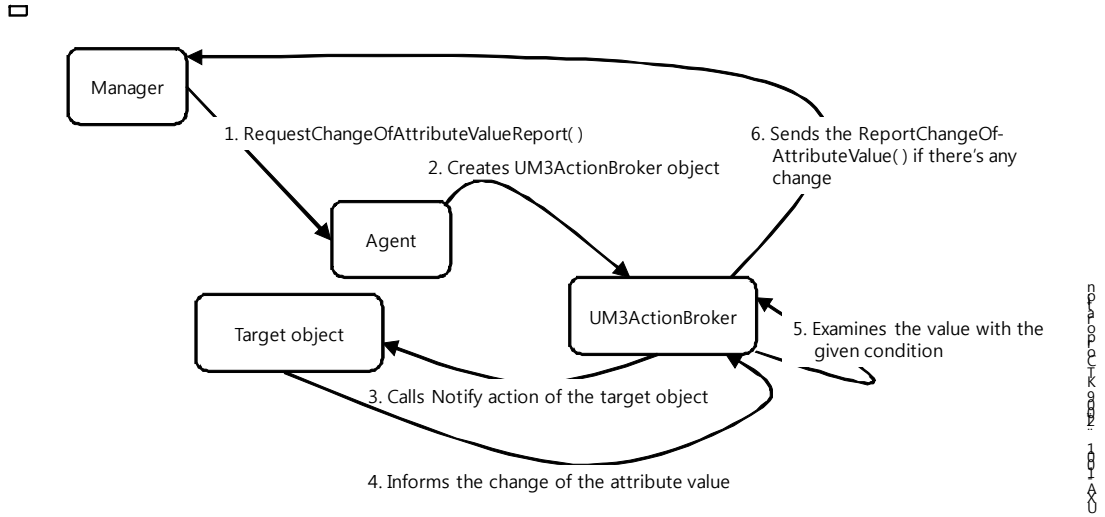 Manager
1. RequestChangeOfAttributeValueReport( )
6. Sends the ReportChangeOf-
AttributeValue( ) if there's any
change
2. Creates UM3ActionBroker object
Agent
UM3ActionBroker
Target object
5. Examines the value with the
given condition
3. Calls Notify action of the target object
4. Informs the change of the attribute value